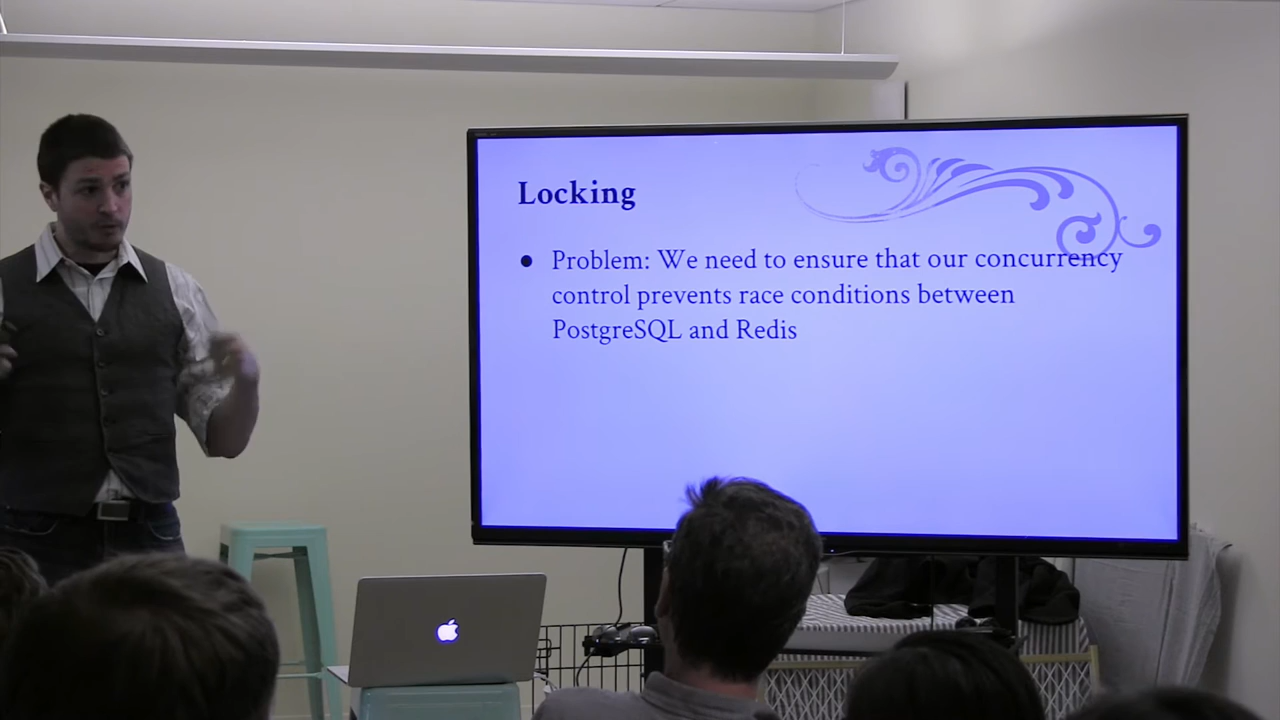 Locking
● Problem: We need to ensure that our concurrency
control prevents race conditions between
PostgreSQL and Redis